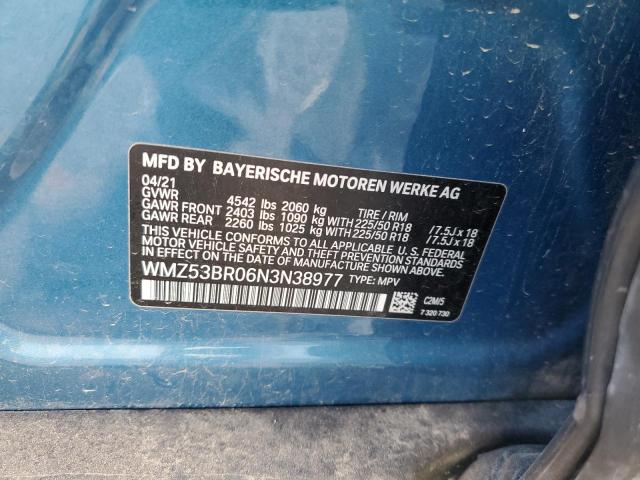 MFD BY BAYERISCHE MOTOREN WERKE AG
04/21
GVWR 4542 lbs 2060 kg TIRE / RIM
GAWR FRONT 2403 lbs 1090 kg WITH 225/50 R18 /7.5J x 18
GAWR REAR 2260 lbs 1025 kg WITH 225/50 R18 /7.5J x 18
THIS VEHICLE CONFORMS TO ALL APPLICABLE U.S. FEDERAL
MOTOR VEHICLE SAFETY, AND THEFT PREVENTION STANDARDS
IN EFFECT ON THE DATE OF MANUFACTURE SHOWN ABOVE.
WMZ53BR06N3N38977 TYPE: MPV
C2M/5
7 320 730